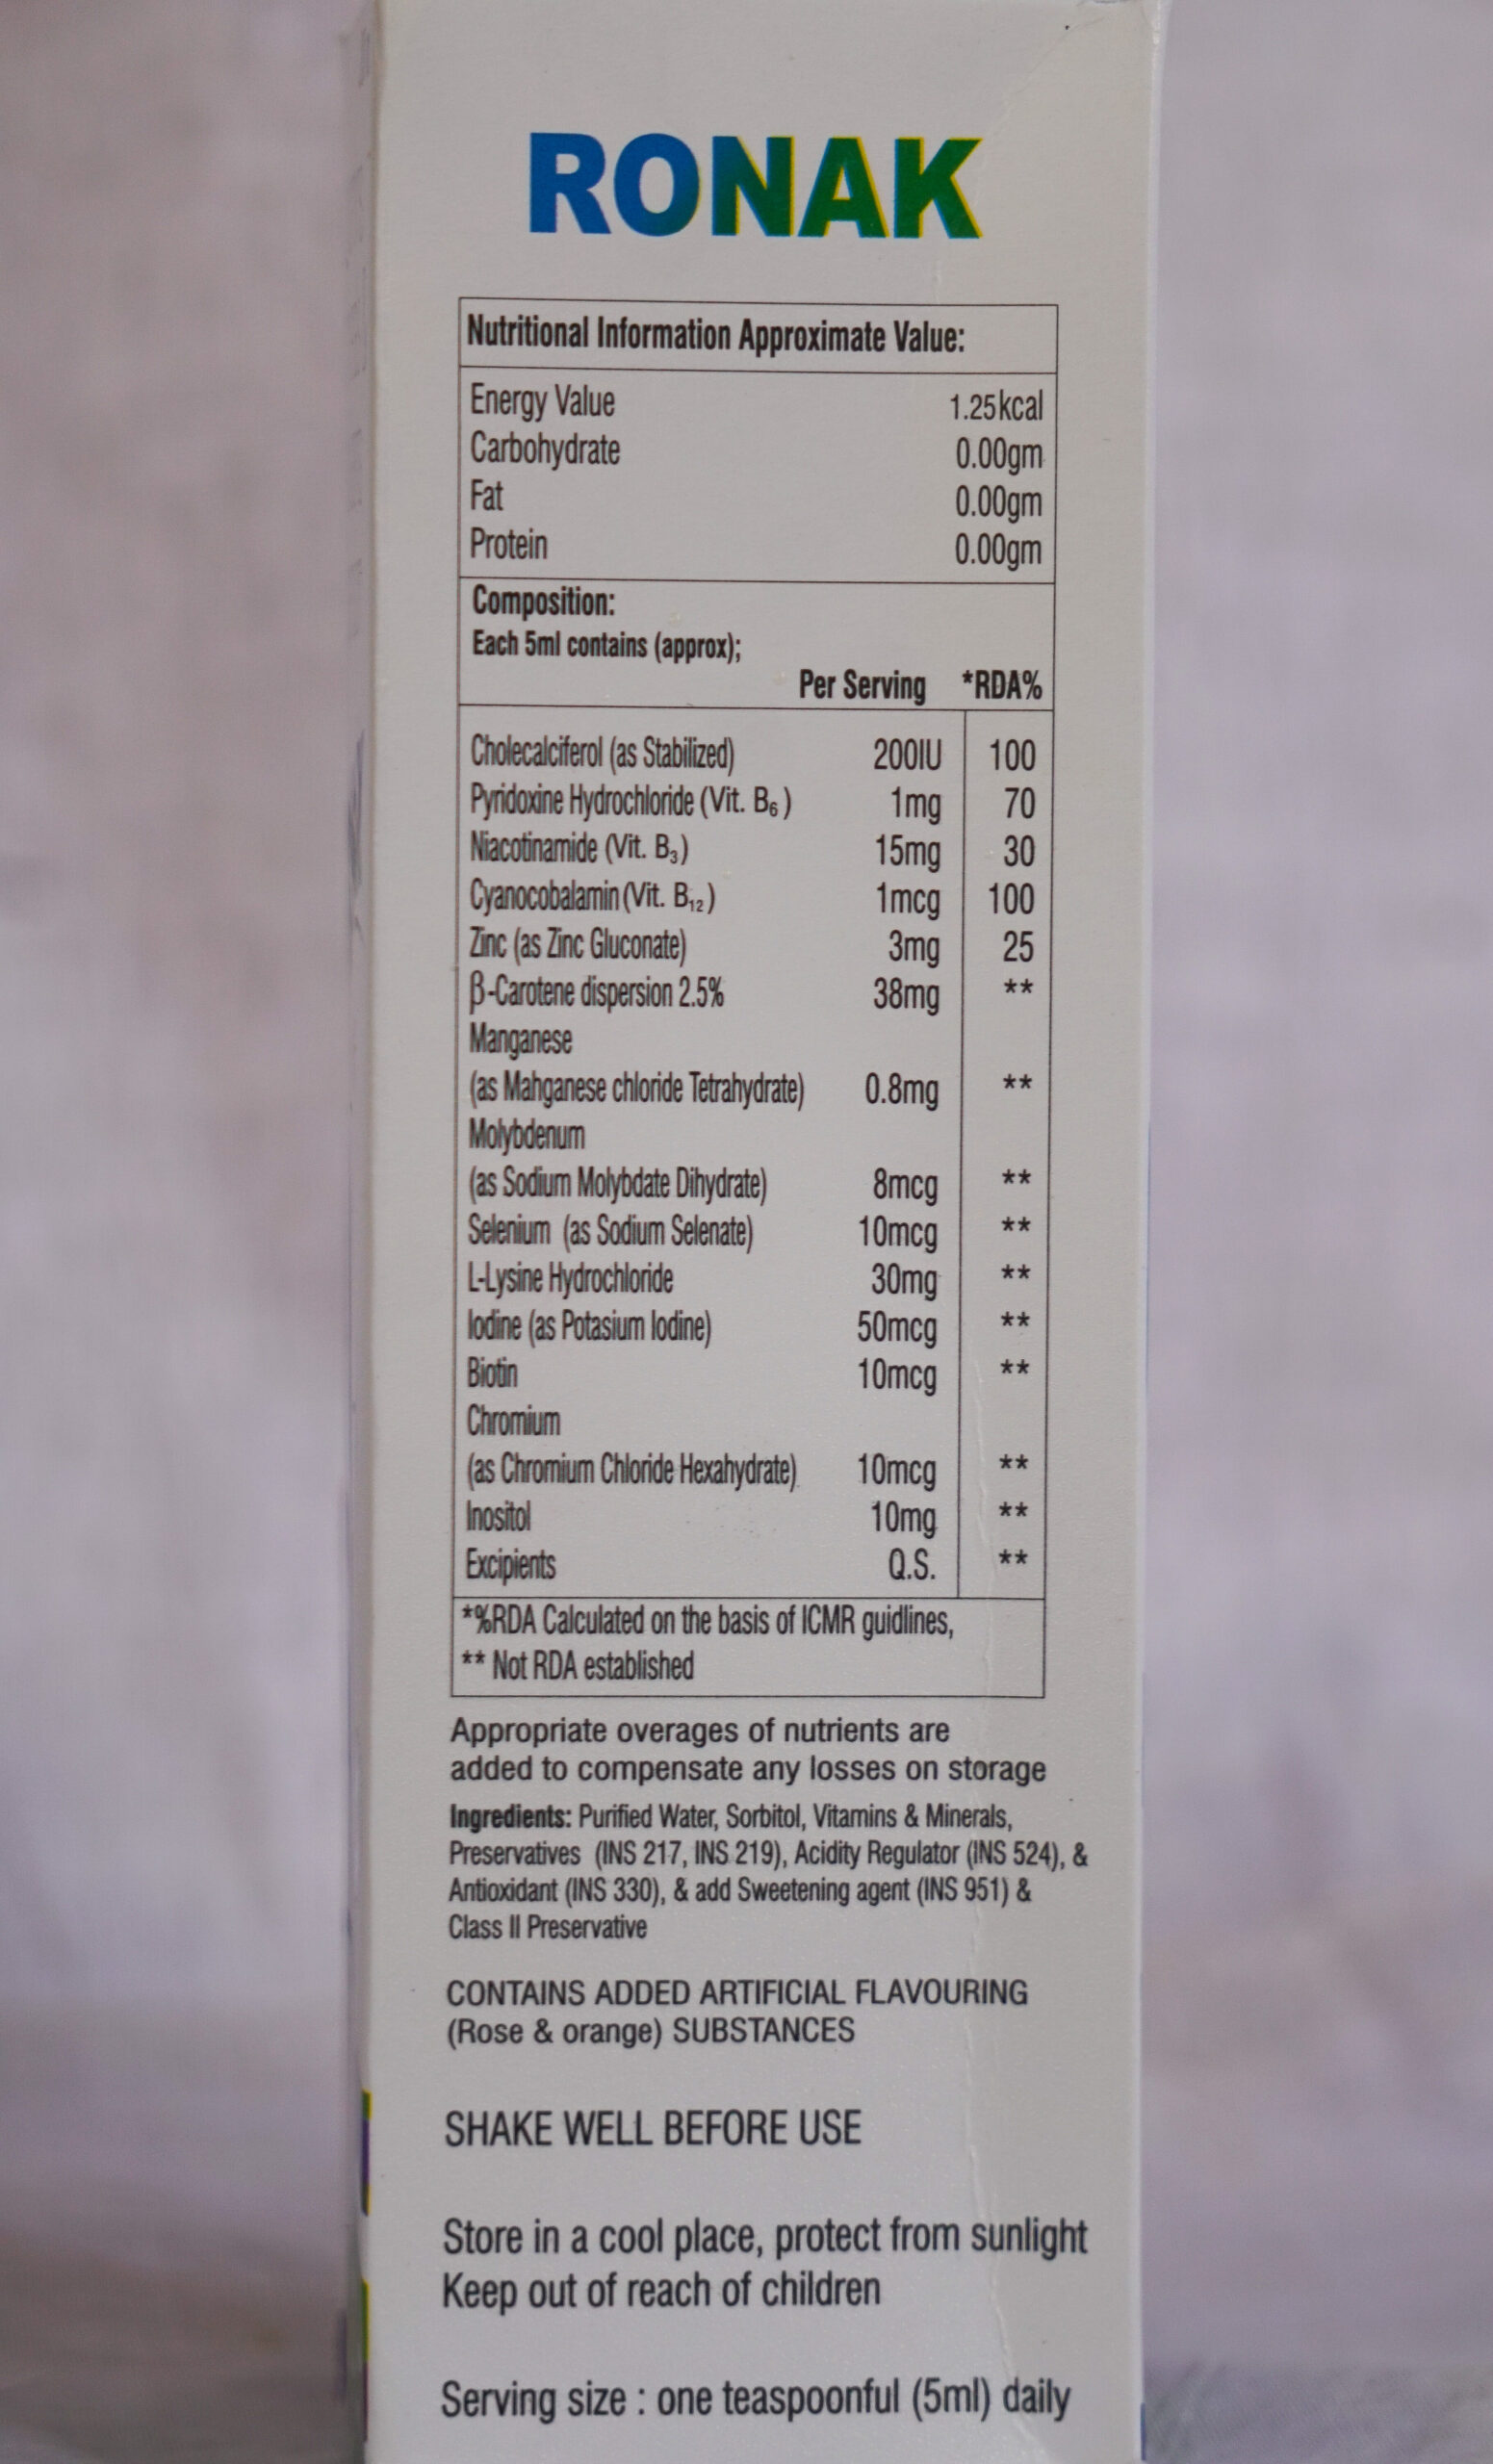 RONAK
Nutritional Information Approximate Value:
Energy Value 1.25kcal
Carbohydrate 0.00gm
Fat 0.00gm
Protein 0.00gm
Composition:
Each 5ml contains (approx);
Per Serving *RDA%
Cholecalciferol (as Stabilized) 200IU 100
Pyridoxine Hydrochloride (Vit. B₆) 1mg 70
Niacotinamide (Vit. B₃) 15mg 30
Cyanocobalamin (Vit. B₁₂) 1mcg 100
Zinc (as Zinc Gluconate) 3mg 25
β-Carotene dispersion 2.5% 38mg **
Manganese
(as Mahganese chloride Tetrahydrate) 0.8mg **
Molybdenum
(as Sodium Molybdate Dihydrate) 8mcg **
Selenium (as Sodium Selenate) 10mcg **
L-Lysine Hydrochloride 30mg **
Iodine (as Potasium Iodine) 50mcg **
Biotin 10mcg **
Chromium
(as Chromium Chloride Hexahydrate) 10mcg **
Inositol 10mg **
Excipients Q.S. **
*%RDA Calculated on the basis of ICMR guidlines,
** Not RDA established
Appropriate overages of nutrients are
added to compensate any losses on storage
Ingredients: Purified Water, Sorbitol, Vitamins & Minerals,
Preservatives (INS 217, INS 219), Acidity Regulator (INS 524), &
Antioxidant (INS 330), & add Sweetening agent (INS 951) &
Class II Preservative
CONTAINS ADDED ARTIFICIAL FLAVOURING
(Rose & orange) SUBSTANCES
SHAKE WELL BEFORE USE
Store in a cool place, protect from sunlight
Keep out of reach of children
Serving size : one teaspoonful (5ml) daily